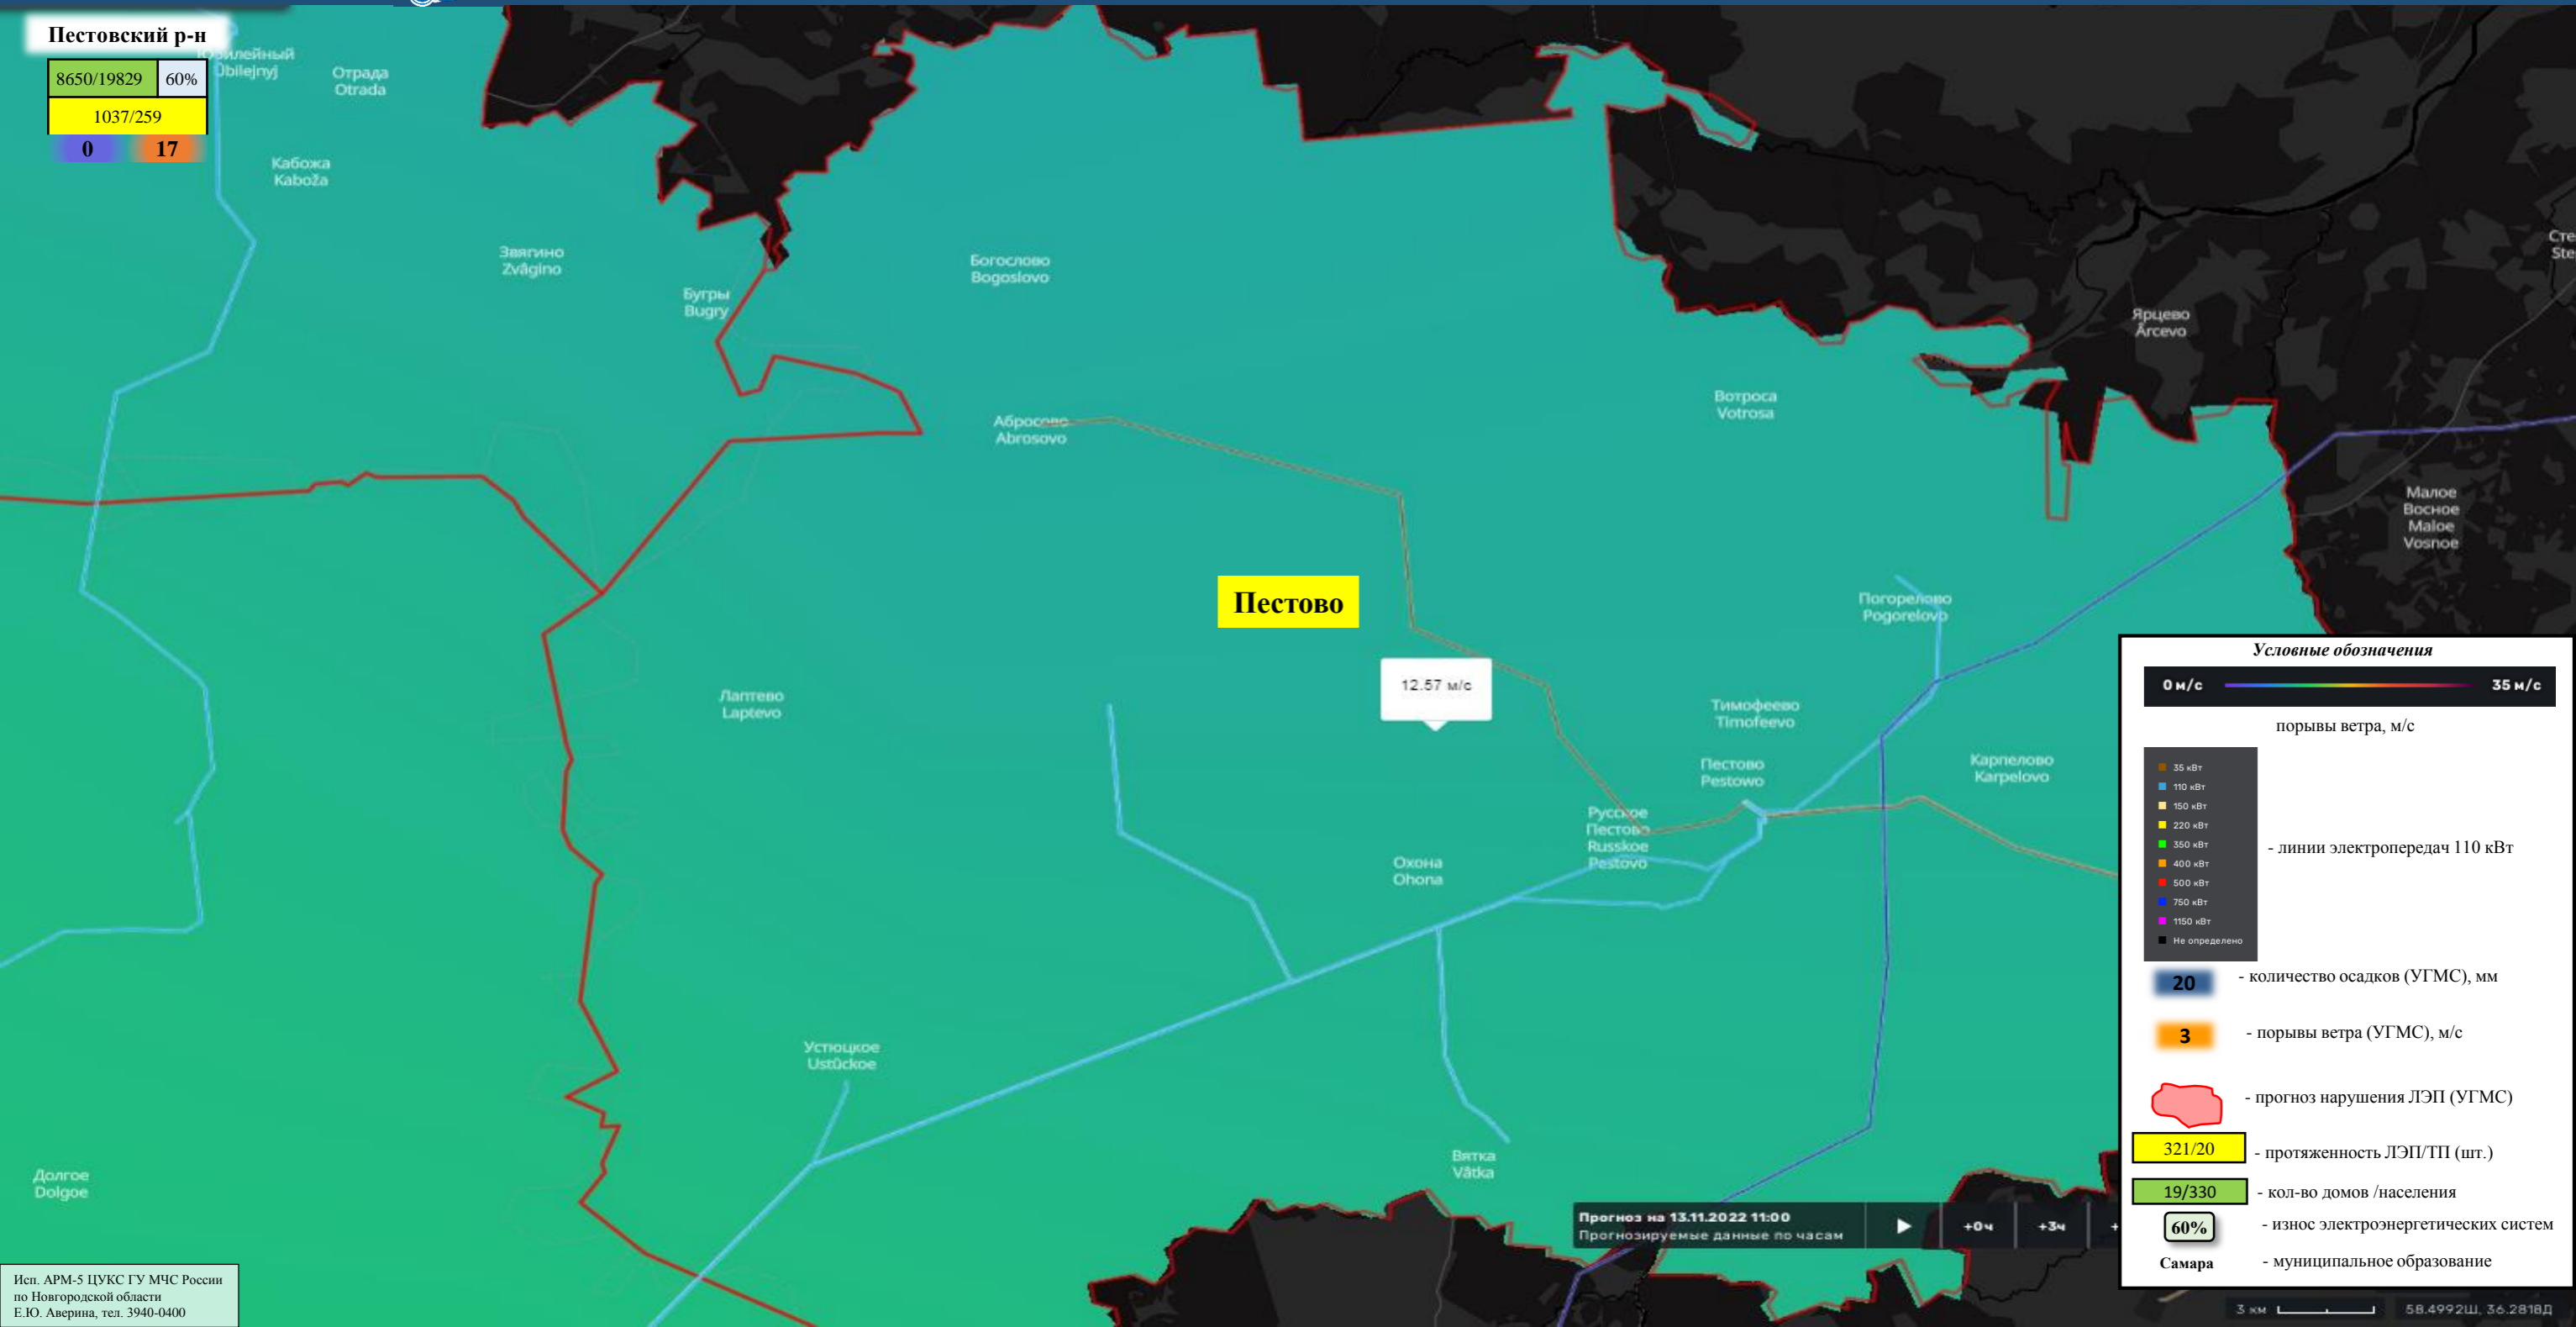 Пестовский р-н
8650/19829 60%
1037/259
0 17
Юбилейный
Ûbilejnyj
Отрада
Otrada
Кабожа
Kaboža
Звягино
Zvâgino
Бугры
Bugry
Богослово
Bogoslovo
Абросово
Abrosovo
Вотроса
Votrosa
Ярцево
Ârcevo
Сте
Ste
Малое
Восное
Maloe
Vosnoe
Пестово
Погорелово
Pogorelovo
12.57 м/с
Лаптево
Laptevo
Тимофеево
Timofeevo
Пестово
Pestowo
Карпелово
Karpelovo
Русское
Пестово
Russkoe
Pestovo
Охона
Ohona
Устюцкое
Ustûckoe
Вятка
Vâtka
Долгое
Dolgoe
Условные обозначения
0 м/с 35 м/с
порывы ветра, м/с
35 кВт
110 кВт
150 кВт
220 кВт
350 кВт
400 кВт
500 кВт
750 кВт
1150 кВт
Не определено
- линии электропередач 110 кВт
20 - количество осадков (УГМС), мм
3 - порывы ветра (УГМС), м/с
- прогноз нарушения ЛЭП (УГМС)
321/20 - протяженность ЛЭП/ТП (шт.)
19/330 - кол-во домов /населения
60% - износ электроэнергетических систем
Самара - муниципальное образование
Прогноз на 13.11.2022 11:00
Прогнозируемые данные по часам
+0ч +3ч +
Исп. АРМ-5 ЦУКС ГУ МЧС России
по Новгородской области
Е.Ю. Аверина, тел. 3940-0400
3 км 58.4992Ш, 36.2818Д